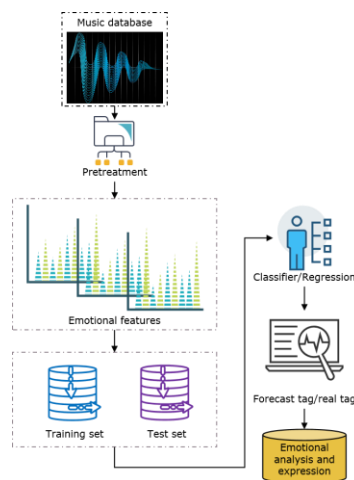 Music database
Pretreatment
Emotional features
Training set
Test set
Classifier/Regression
Forecast tag/real tag
Emotional
analysis and
expression